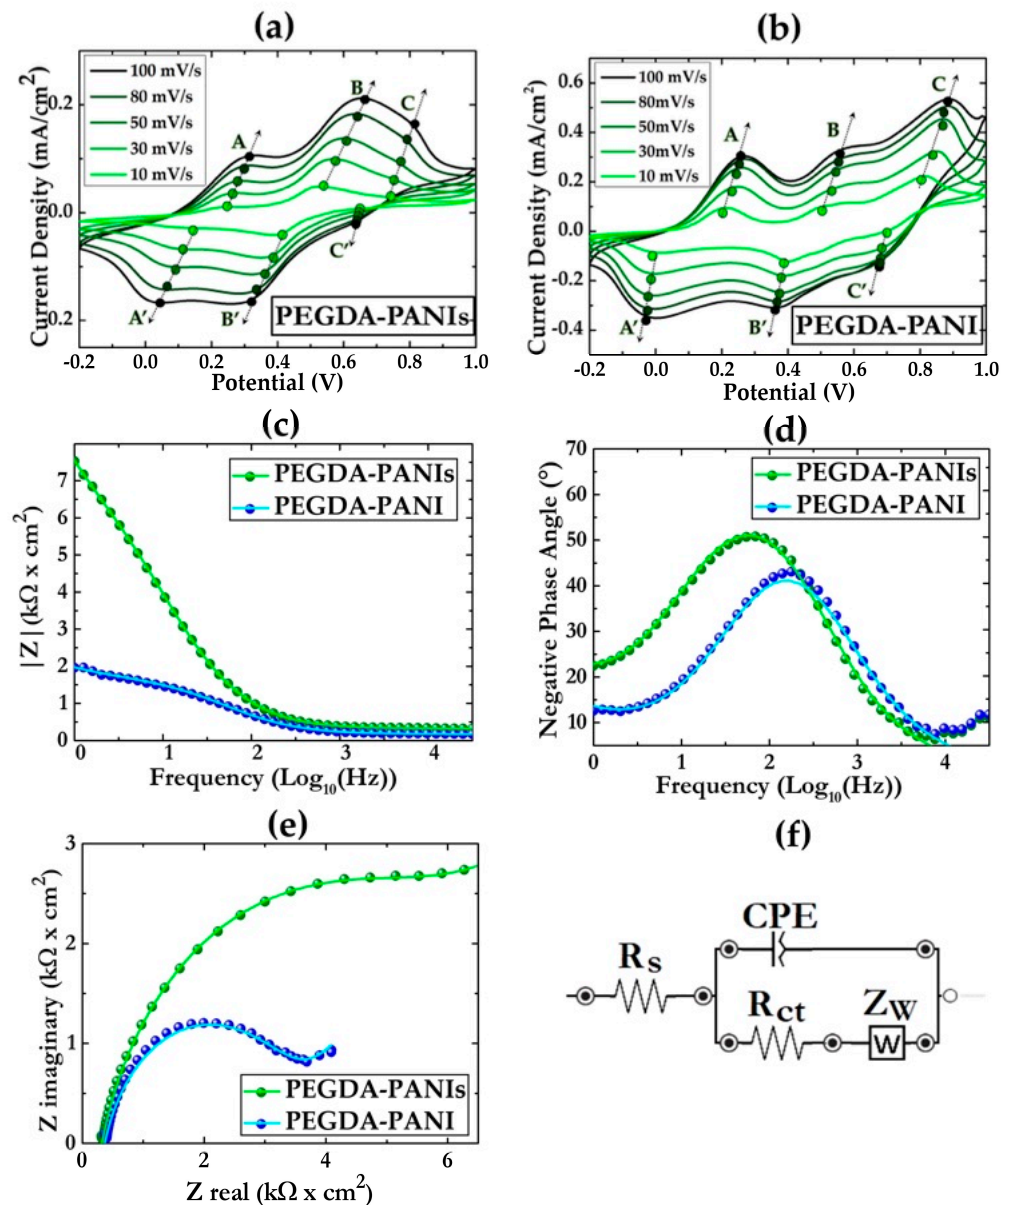 (a)
100 mV/s
80 mV/s
50 mV/s
30 mV/s
10 mV/s
A
B
C
A'
B'
C'
PEGDA-PANIs
Current Density (mA/cm2)
0.2
0.0
0.2
-0.2 0.0 0.2 0.4 0.6 0.8 1.0
Potential (V)
(b)
100 mV/s
80mV/s
50mV/s
30mV/s
10 mV/s
A
B
C
A'
B'
C'
PEGDA-PANI
Current Density (mA/cm2)
0.6
0.4
0.2
0.0
-0.2
-0.4
-0.2 0.0 0.2 0.4 0.6 0.8 1.0
Potential (V)
(c)
PEGDA-PANIs
PEGDA-PANI
|Z| (kΩ x cm2)
7
6
5
4
3
2
1
0
0 1 2 3 4
Frequency (Log10(Hz))
(d)
PEGDA-PANIs
PEGDA-PANI
Negative Phase Angle (°)
70
60
50
40
30
20
10
0 1 2 3 4
Frequency (Log10(Hz))
(e)
PEGDA-PANIs
PEGDA-PANI
Z imaginary (kΩ x cm2)
3
2
1
0
0 2 4 6
Z real (kΩ x cm2)
(f)
CPE
Rs
Rct
ZW
W